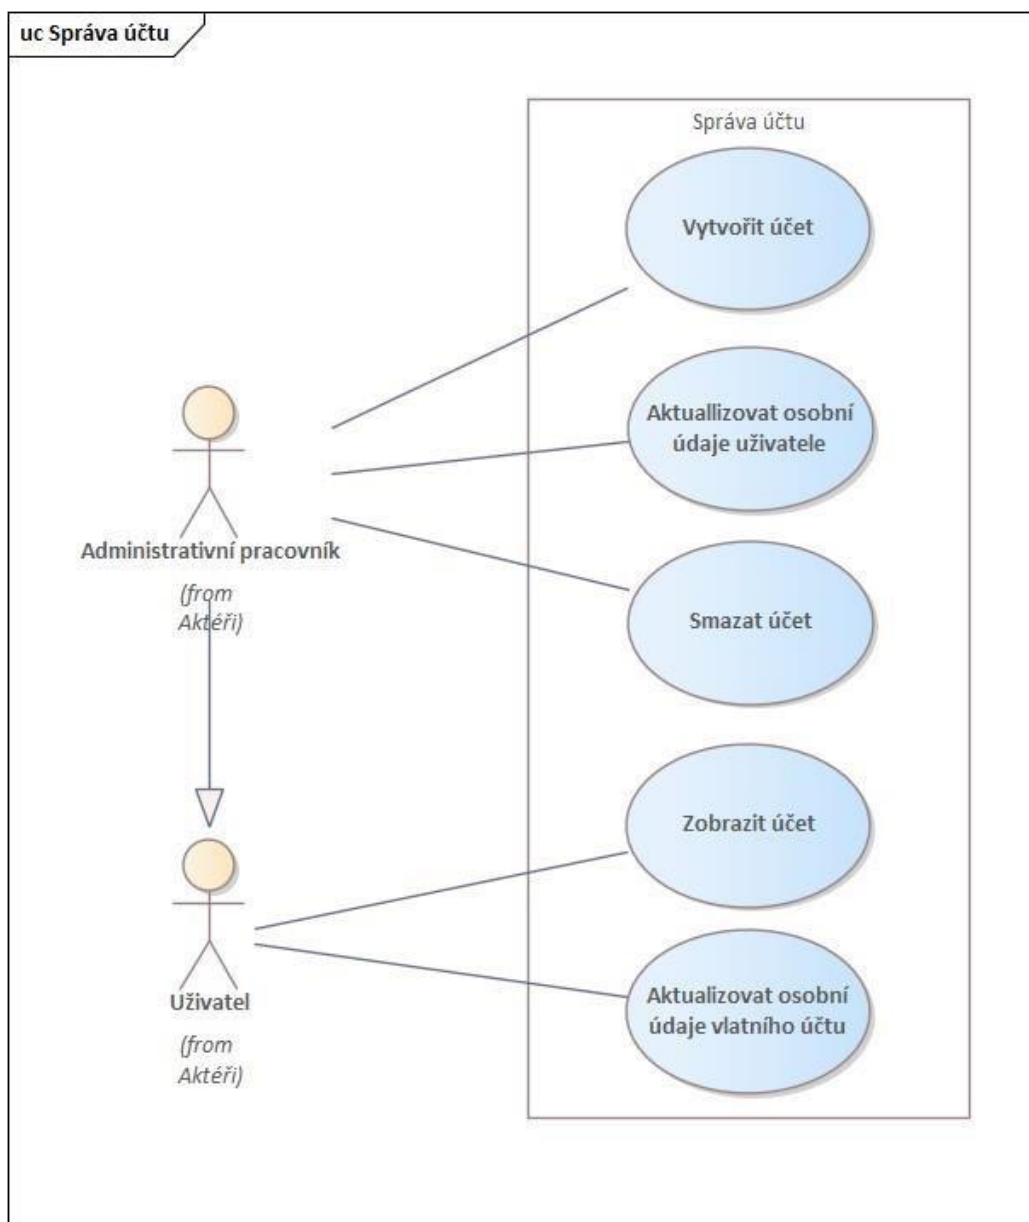 uc Správa účtu
Správa účtu
Vytvořit účet
Aktuallizovat osobní
údaje uživatele
Administrativní pracovník
(from
Aktéři)
Smazat účet
Zobrazit účet
Uživatel
(from
Aktéři)
Aktualizovat osobní
údaje vlatního účtu